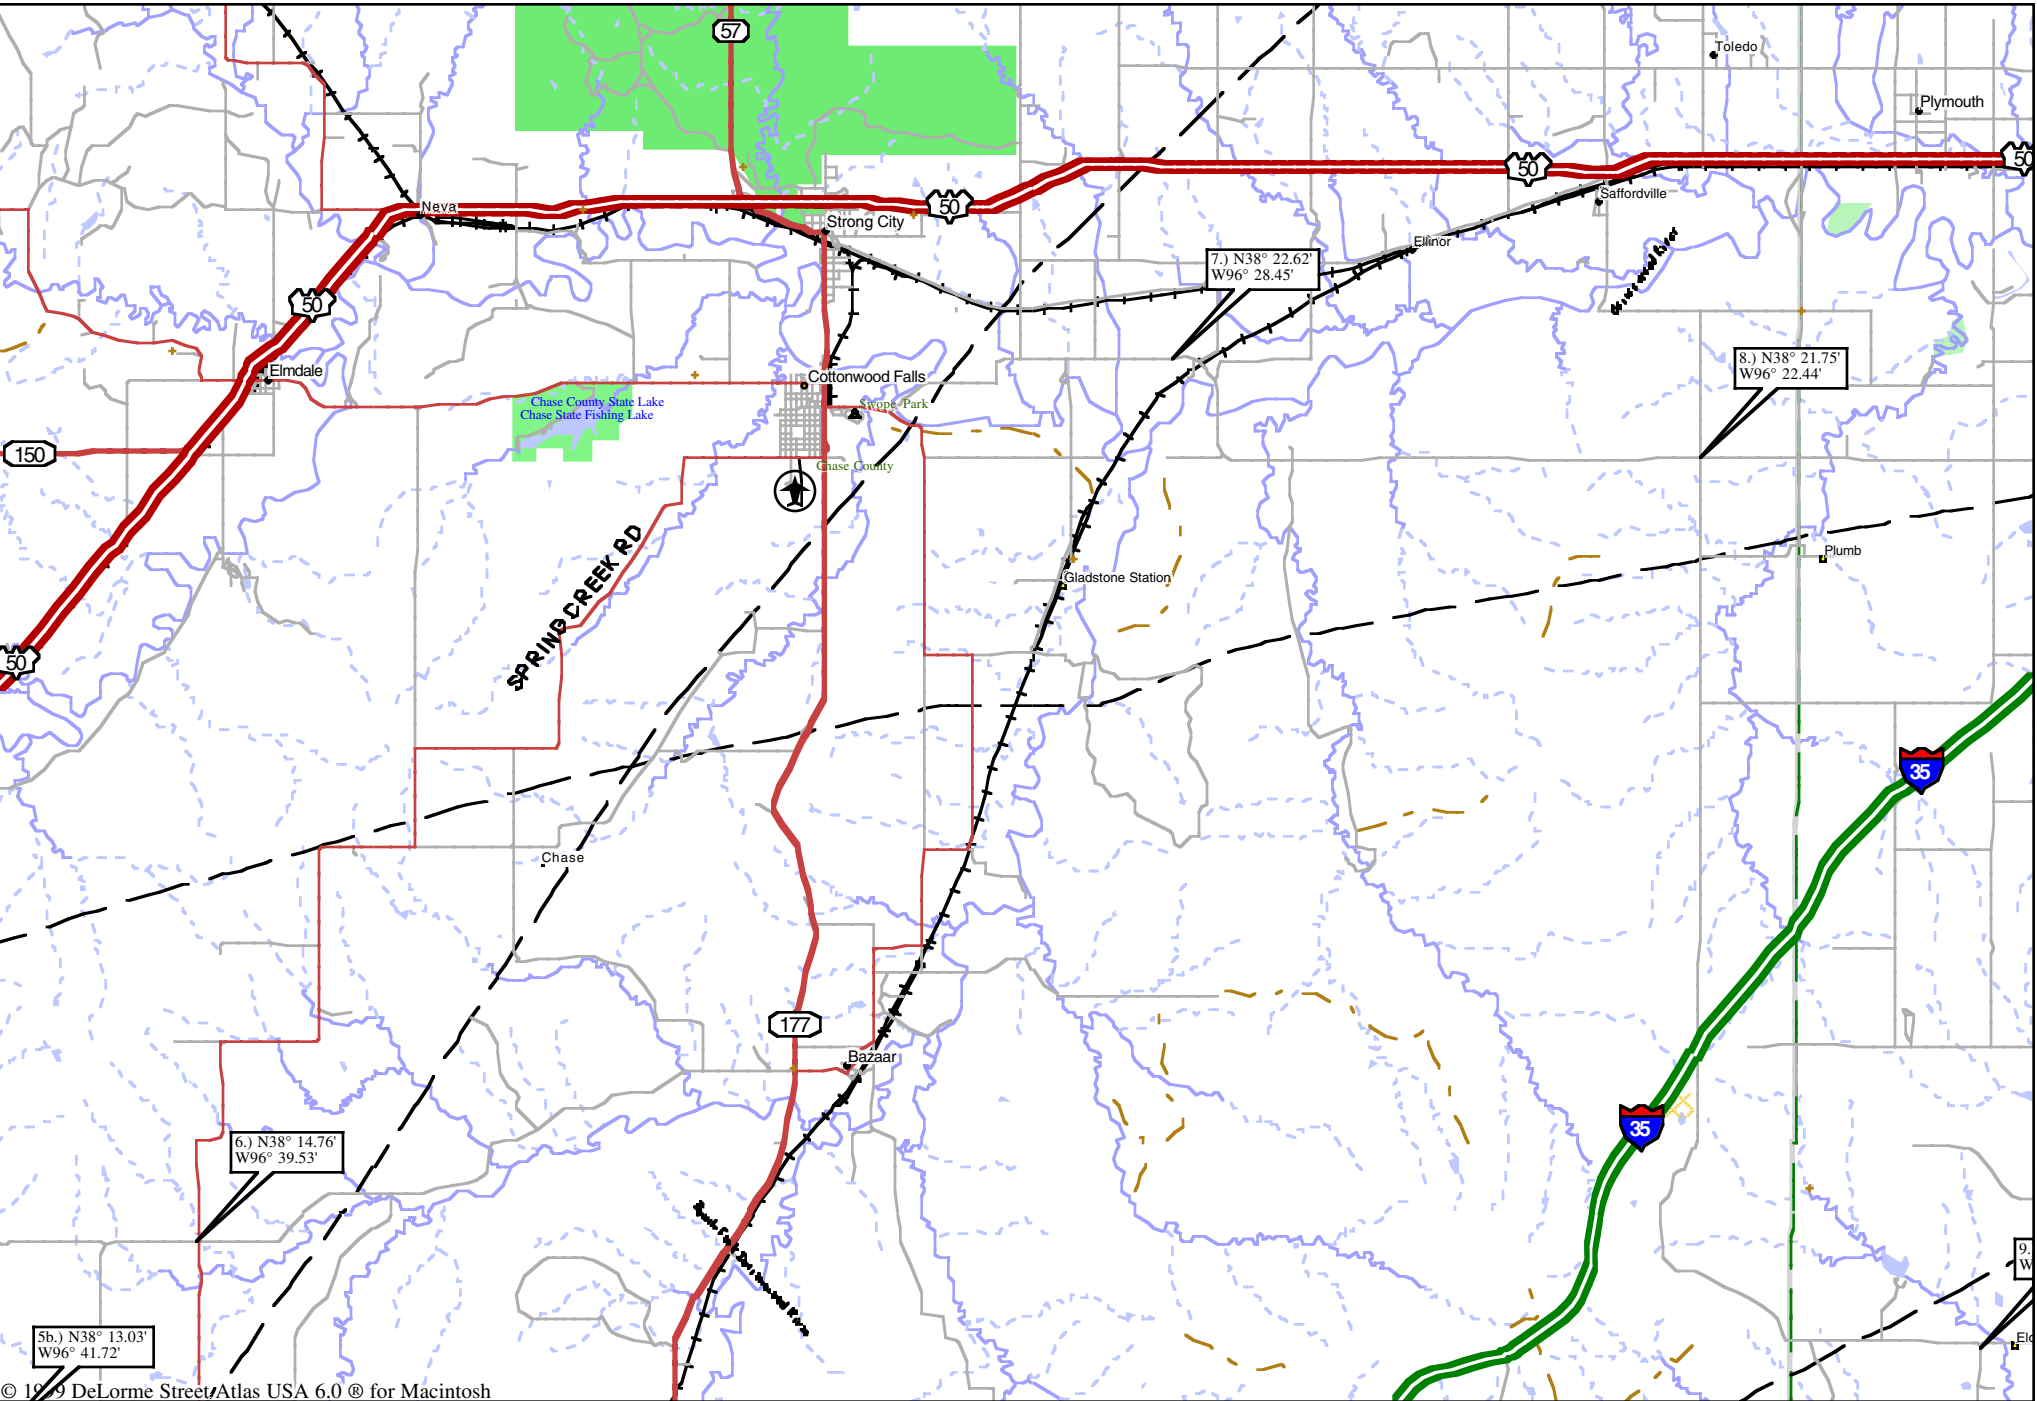 57
Toledo
Plymouth
50
50
50
Saffordville
Neva
Strong City
Ellinor
7.) N38° 22.62'
W96° 28.45'
50
8.) N38° 21.75'
W96° 22.44'
Elmdale
Cottonwood Falls
Chase County State Lake
Chase State Fishing Lake
Swope Park
150
Chase County
SPRING CREEK RD
Plumb
Gladstone Station
50
35
Chase
177
Bazaar
35
6.) N38° 14.76'
W96° 39.53'
9.
W
5b.) N38° 13.03'
W96° 41.72'
© 1999 DeLorme Street Atlas USA 6.0 ® for Macintosh